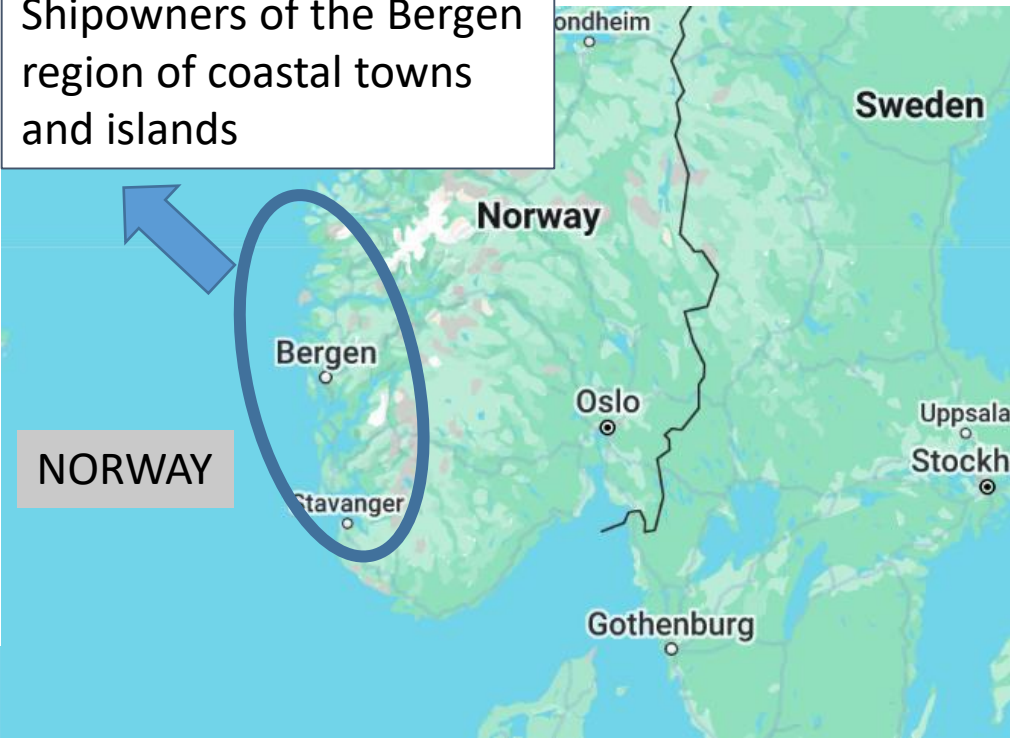 Shipowners of the Bergen
region of coastal towns
and islands
ondheim
Sweden
Norway
Bergen
Oslo
Uppsala
NORWAY
Stockh
Stavanger
Gothenburg